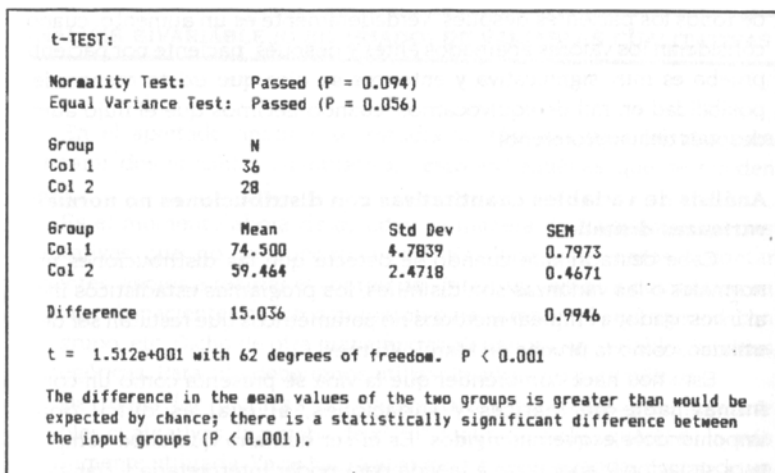 t-TEST:
Normality Test: Passed (P = 0.094)
Equal Variance Test: Passed (P = 0.056)
Group N
Col 1 36
Col 2 28
Group Mean Std Dev SEM
Col 1 74.500 4.7839 0.7973
Col 2 59.464 2.4718 0.4671
Difference 15.036 0.9946
t = 1.512e+001 with 62 degrees of freedom. P < 0.001
The difference in the mean values of the two groups is greater than would be
expected by chance; there is a statistically significant difference between
the input groups (P < 0.001).